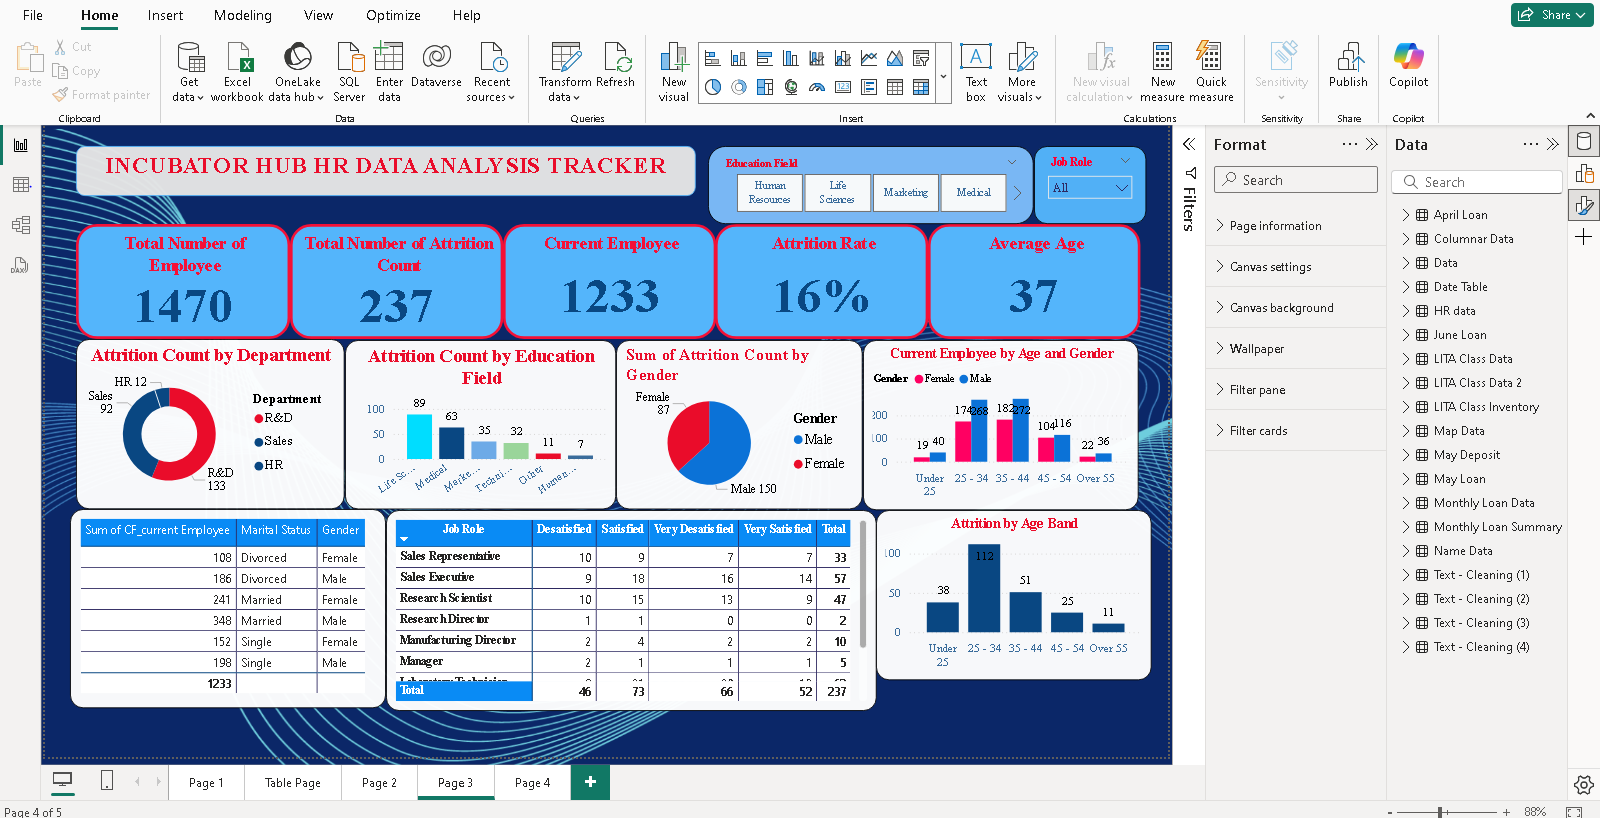 File Home Insert Modeling View Optimize Help
Share
Paste
Cut
Copy
Format painter
Clipboard
Get data
Excel workbook
OneLake data hub
SQL Server
Enter data
Dataverse
Recent sources
Data
Transform data
Refresh
Queries
New visual
Text box
More visuals
Insert
New visual calculation
New measure
Quick measure
Calculations
Sensitivity
Sensitivity
Publish
Share
Copilot
Copilot
INCUBATOR HUB HR DATA ANALYSIS TRACKER
Education Field
Human Resources
Life Sciences
Marketing
Medical
Job Role
All
Total Number of Employee
1470
Total Number of Attrition Count
237
Current Employee
1233
Attrition Rate
16%
Average Age
37
Attrition Count by Department
HR 12
Sales 92
R&D 133
Department
R&D
Sales
HR
Attrition Count by Education Field
100
50
0
89 63 35 32 11 7
Life Sc... Medical Marke... Techni... Other Human...
Sum of Attrition Count by Gender
Female 87
Male 150
Gender
Male
Female
Current Employee by Age and Gender
Gender Female Male
200
100
0
19 40 174 268 182 272 104 116 22 36
Under 25 25 - 34 35 - 44 45 - 54 Over 55
Sum of CF_current Employee Marital Status Gender
108 Divorced Female
186 Divorced Male
241 Married Female
348 Married Male
152 Single Female
198 Single Male
1233
Job Role Desatisfied Satisfied Very Desatisfied Very Satisfied Total
Sales Representative 10 9 7 7 33
Sales Executive 9 18 16 14 57
Research Scientist 10 15 13 9 47
Research Director 1 1 0 0 2
Manufacturing Director 2 4 2 2 10
Manager 2 1 1 1 5
Total 46 73 66 52 237
Attrition by Age Band
100
50
0
38 112 51 25 11
Under 25 25 - 34 35 - 44 45 - 54 Over 55
Filters
Format
Search
Page information
Canvas settings
Canvas background
Wallpaper
Filter pane
Filter cards
Data
Search
April Loan
Columnar Data
Data
Date Table
HR data
June Loan
LITA Class Data
LITA Class Data 2
LITA Class Inventory
Map Data
May Deposit
May Loan
Monthly Loan Data
Monthly Loan Summary
Name Data
Text - Cleaning (1)
Text - Cleaning (2)
Text - Cleaning (3)
Text - Cleaning (4)
Page 1 Table Page Page 2 Page 3 Page 4
Page 4 of 5
88%